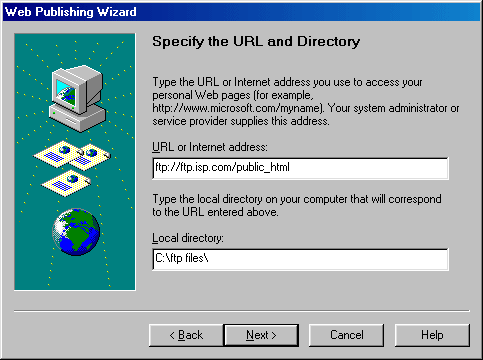 Web Publishing Wizard
Specify the URL and Directory
Type the URL or Internet address you use to access your
personal Web pages (for example,
http://www.microsoft.com/myname). Your system administrator or
service provider supplies this address.
URL or Internet address:
ftp://ftp.isp.com/public_html
Type the local directory on your computer that will correspond
to the URL entered above.
Local directory:
C:\ftp files\
< Back Next > Cancel Help